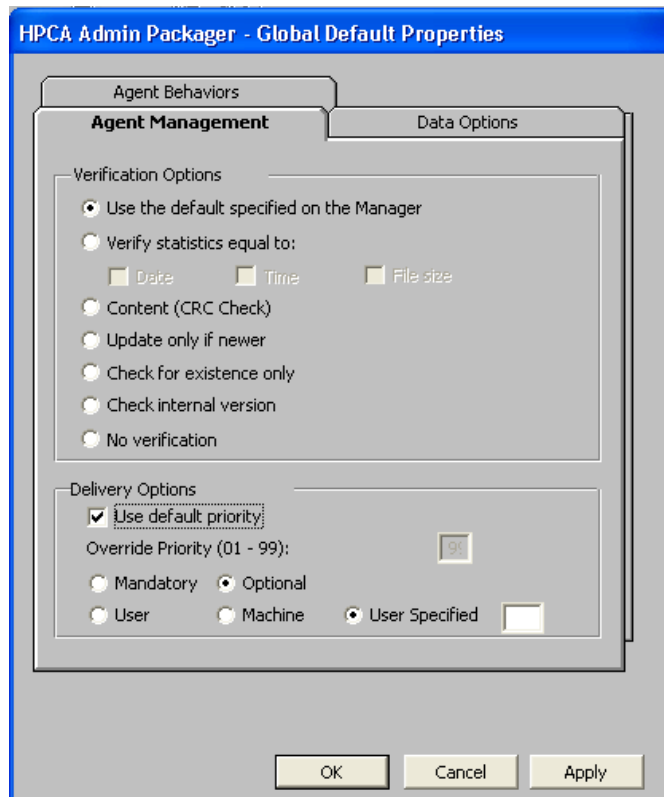 HPCA Admin Packager - Global Default Properties
Agent Behaviors
Agent Management
Data Options
Verification Options
Use the default specified on the Manager
Verify statistics equal to:
Date Time File size
Content (CRC Check)
Update only if newer
Check for existence only
Check internal version
No verification
Delivery Options
Use default priority
Override Priority (01 - 99): 99
Mandatory Optional
User Machine User Specified
OK Cancel Apply